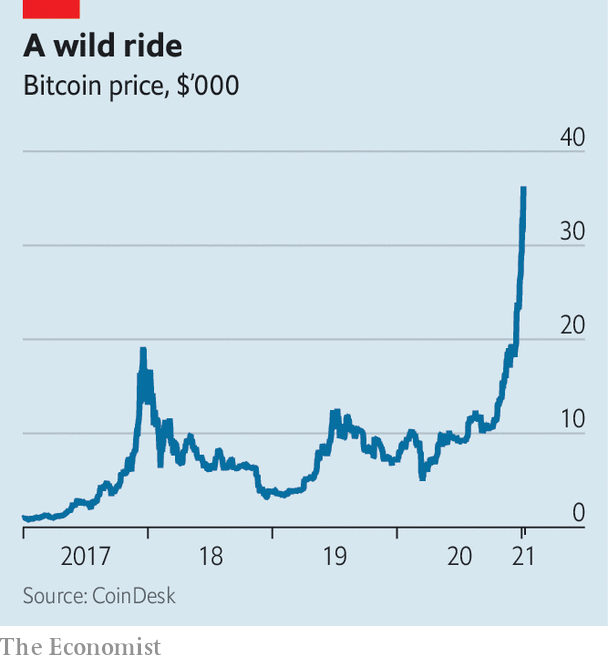 A wild ride
Bitcoin price, $’000
40
30
20
10
0
2017 18 19 20 21
Source: CoinDesk
The Economist